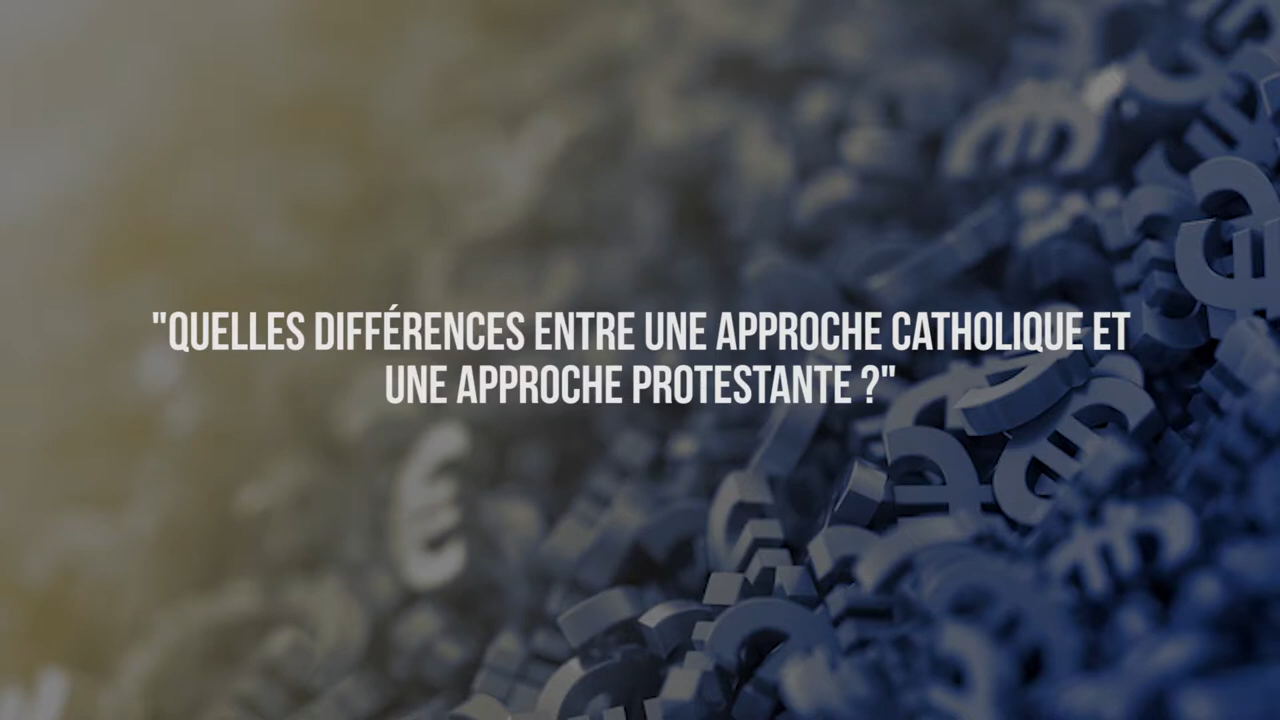 "QUELLES DIFFÉRENCES ENTRE UNE APPROCHE CATHOLIQUE ET
UNE APPROCHE PROTESTANTE ?"